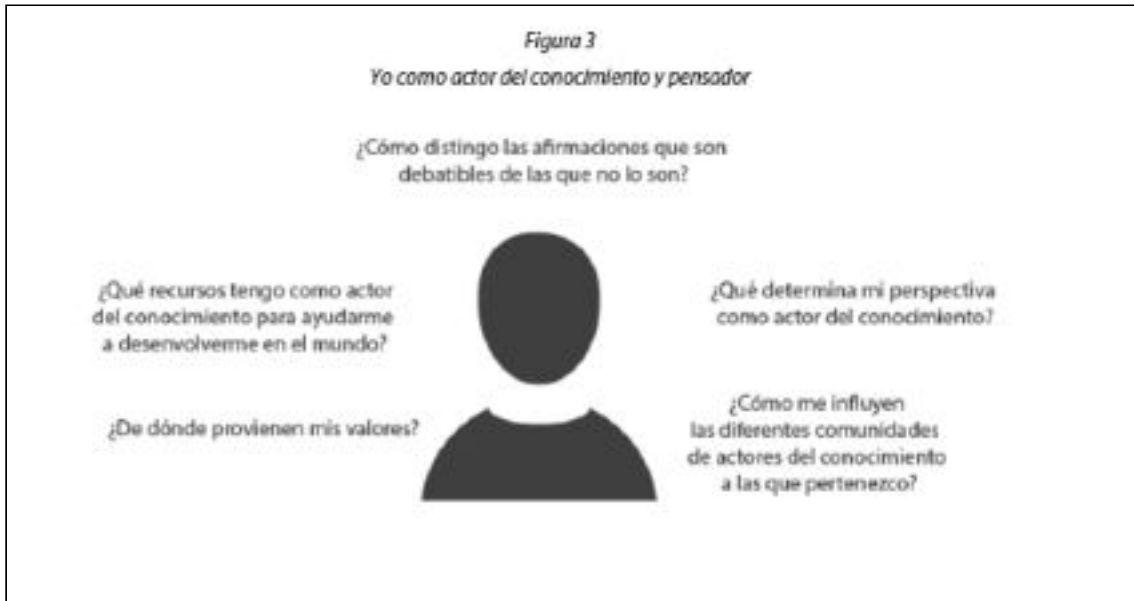 Figura 3
Yo como actor del conocimiento y pensador
¿Cómo distingo las afirmaciones que son
debatibles de las que no lo son?
¿Qué recursos tengo como actor
del conocimiento para ayudarme
a desenvolverme en el mundo?
¿Qué determina mi perspectiva
como actor del conocimiento?
¿De dónde provienen mis valores?
¿Cómo me influyen
las diferentes comunidades
de actores del conocimiento
a las que pertenezco?